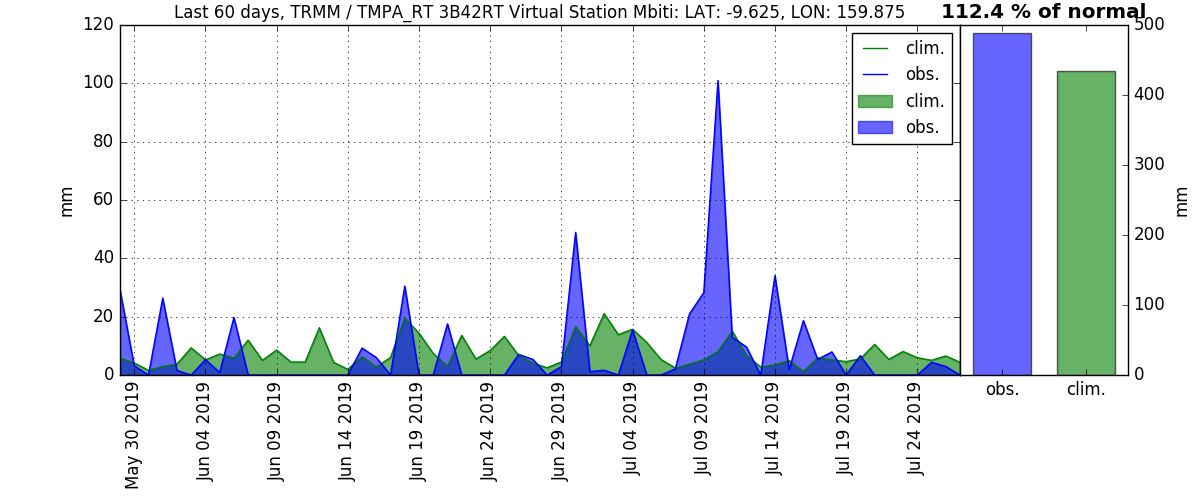 Last 60 days, TRMM / TMPA_RT 3B42RT Virtual Station Mbiti: LAT: -9.625, LON: 159.875
112.4 % of normal
120
100
80
60
40
20
0
mm
clim.
obs.
clim.
obs.
500
400
300
200
100
0
mm
obs.
clim.
May 30 2019
Jun 04 2019
Jun 09 2019
Jun 14 2019
Jun 19 2019
Jun 24 2019
Jun 29 2019
Jul 04 2019
Jul 09 2019
Jul 14 2019
Jul 19 2019
Jul 24 2019